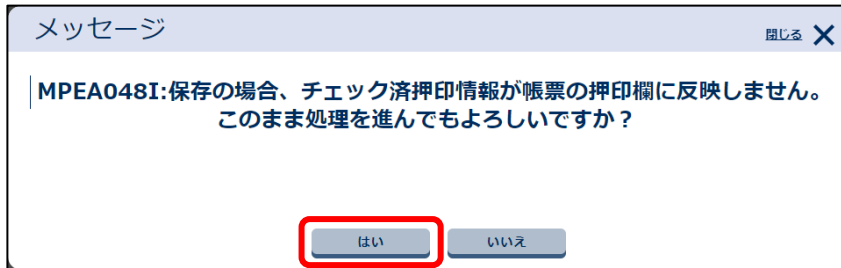 メッセージ
閉じる
MPEA048I:保存の場合、チェック済押印情報が帳票の押印欄に反映しません。
このまま処理を進んでもよろしいですか？
はい
いいえ